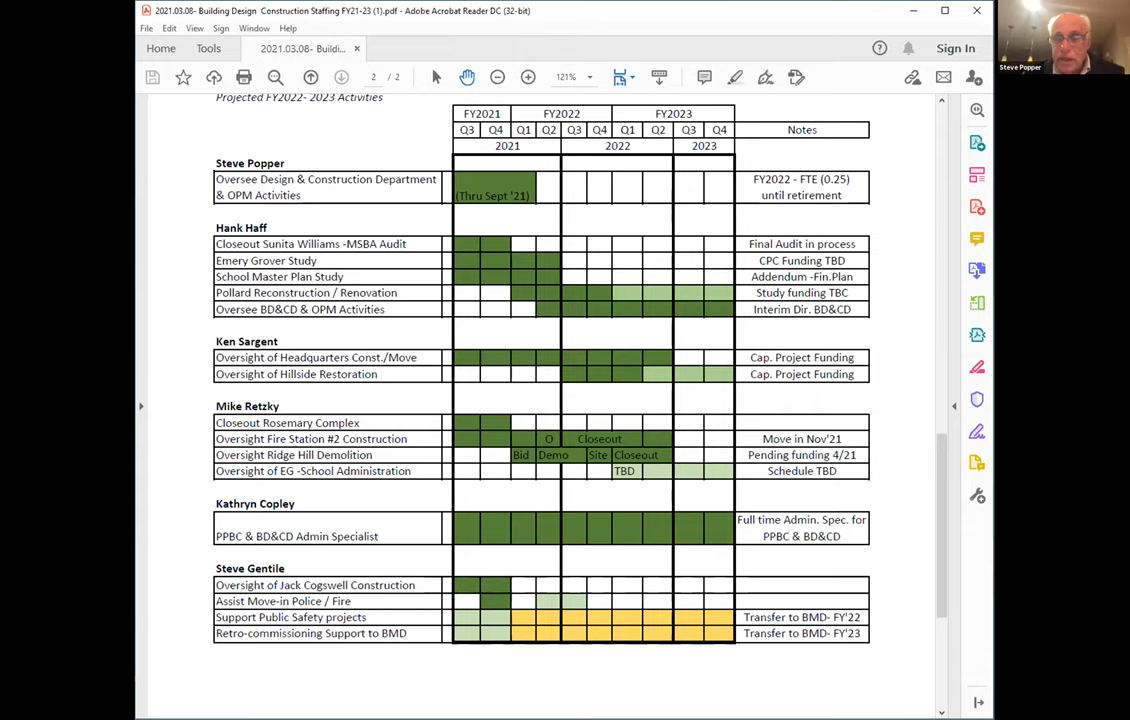 2021.03.08- Building Design  Construction Staffing FY21-23 (1).pdf - Adobe Acrobat Reader DC (32-bit)
File Edit View Sign Window Help
Home Tools 2021.03.08- Buildi... × Sign In
2 / 2 121%
Steve Popper
Projected FY2022- 2023 Activities
FY2021 FY2022 FY2023
Q3 Q4 Q1 Q2 Q3 Q4 Q1 Q2 Q3 Q4 Notes
2021 2022 2023
Steve Popper
Oversee Design & Construction Department FY2022 - FTE (0.25)
& OPM Activities (Thru Sept '21) until retirement
Hank Haff
Closeout Sunita Williams -MSBA Audit Final Audit in process
Emery Grover Study CPC Funding TBD
School Master Plan Study Addendum -Fin.Plan
Pollard Reconstruction / Renovation Study funding TBC
Oversee BD&CD & OPM Activities Interim Dir. BD&CD
Ken Sargent
Oversight of Headquarters Const./Move Cap. Project Funding
Oversight of Hillside Restoration Cap. Project Funding
Mike Retzky
Closeout Rosemary Complex
Oversight Fire Station #2 Construction O Closeout Move in Nov'21
Oversight Ridge Hill Demolition Bid Demo Site Closeout Pending funding 4/21
Oversight of EG -School Administration TBD Schedule TBD
Kathryn Copley
Full time Admin. Spec. for
PPBC & BD&CD Admin Specialist PPBC & BD&CD
Steve Gentile
Oversight of Jack Cogswell Construction
Assist Move-in Police / Fire
Support Public Safety projects Transfer to BMD- FY'22
Retro-commissioning Support to BMD Transfer to BMD- FY'23